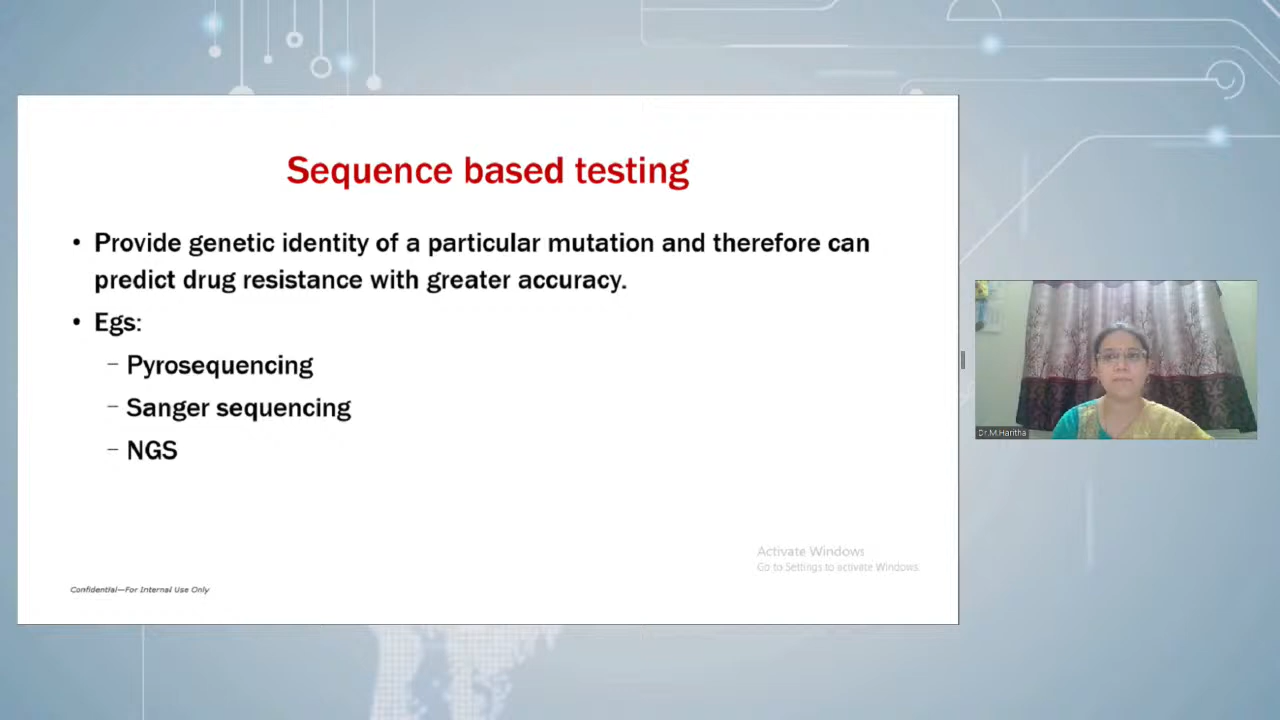 Sequence based testing
• Provide genetic identity of a particular mutation and therefore can
predict drug resistance with greater accuracy.
• Egs:
– Pyrosequencing
– Sanger sequencing
– NGS
Activate Windows
Go to Settings to activate Windows.
Confidential—For Internal Use Only
Dr.M.Haritha